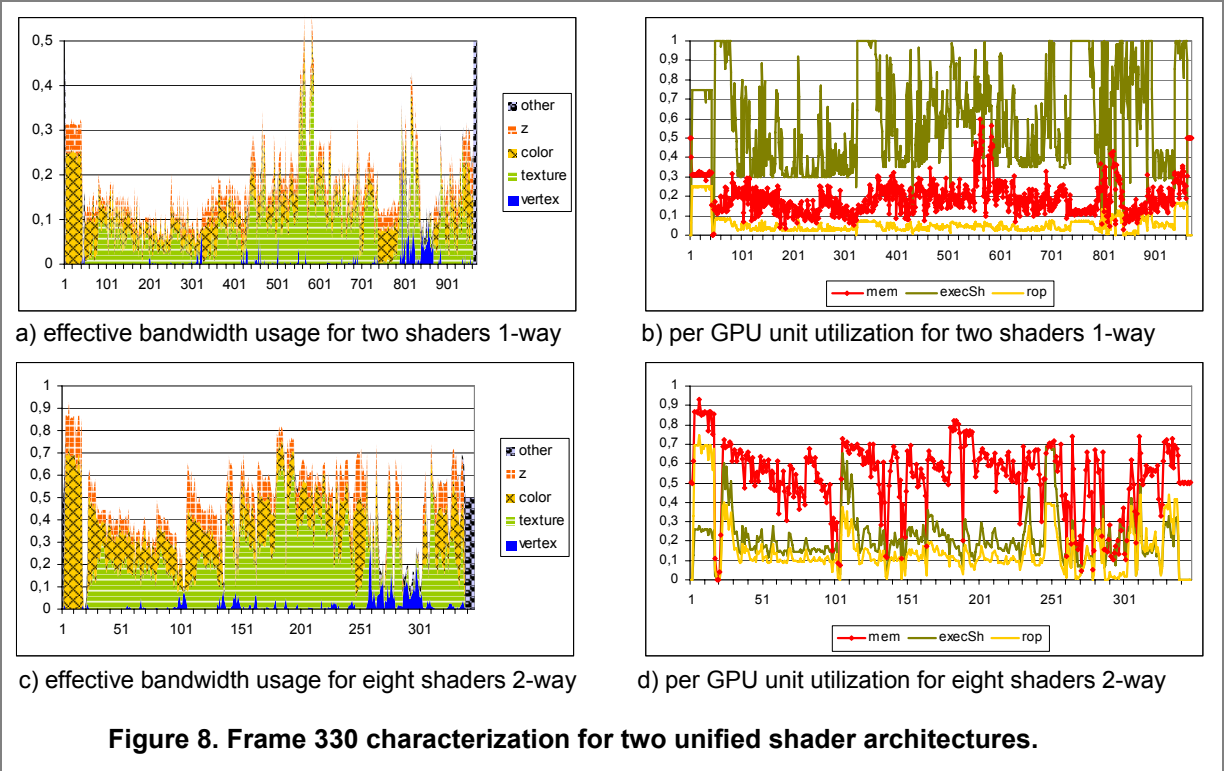 0,5
0,4
0,3
0,2
0,1
0
1 101 201 301 401 501 601 701 801 901
other
z
color
texture
vertex
a) effective bandwidth usage for two shaders 1-way
1
0,9
0,8
0,7
0,6
0,5
0,4
0,3
0,2
0,1
0
1 101 201 301 401 501 601 701 801 901
mem execSh rop
b) per GPU unit utilization for two shaders 1-way
1
0,9
0,8
0,7
0,6
0,5
0,4
0,3
0,2
0,1
0
1 51 101 151 201 251 301
other
z
color
texture
vertex
c) effective bandwidth usage for eight shaders 2-way
1
0,9
0,8
0,7
0,6
0,5
0,4
0,3
0,2
0,1
0
1 51 101 151 201 251 301
mem execSh rop
d) per GPU unit utilization for eight shaders 2-way
Figure 8. Frame 330 characterization for two unified shader architectures.